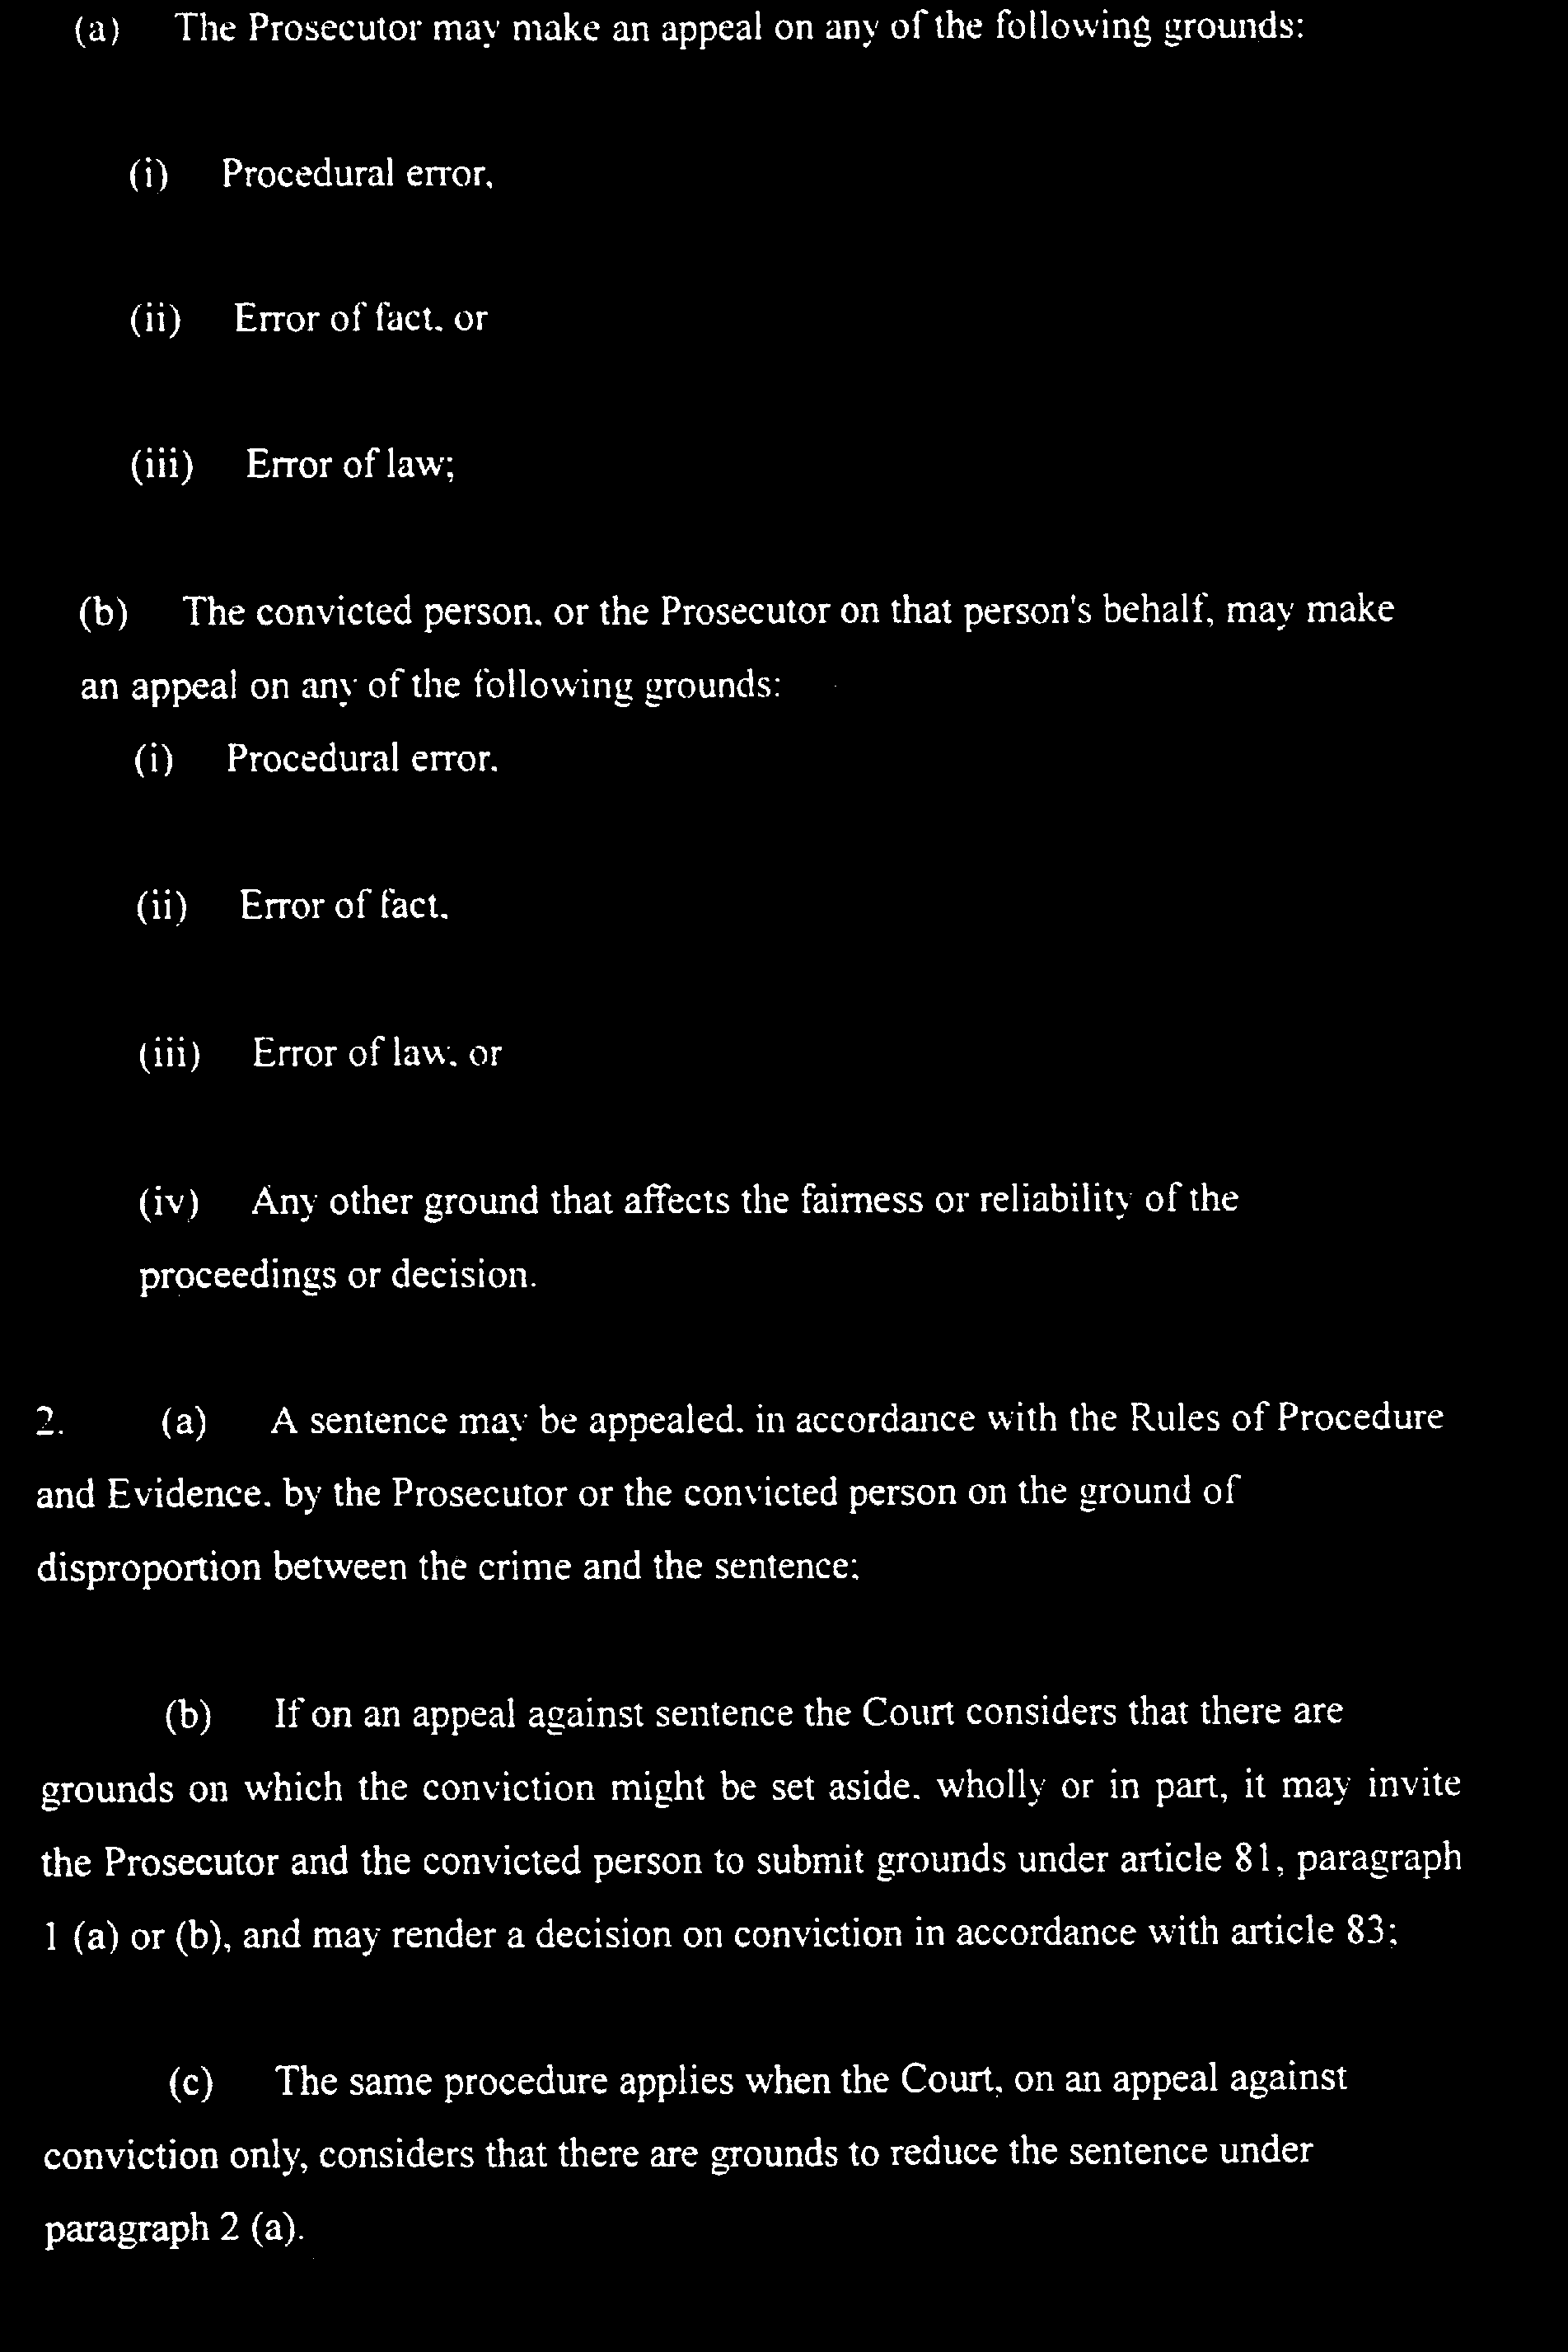 (a) The Prosecutor may make an appeal on any of the following grounds:
(i) Procedural error,
(ii) Error of fact, or
(iii) Error of law;
(b) The convicted person, or the Prosecutor on that person's behalf, may make
an appeal on any of the following grounds:
(i) Procedural error,
(ii) Error of fact,
(iii) Error of law, or
(iv) Any other ground that affects the fairness or reliability of the
proceedings or decision.
2. (a) A sentence may be appealed, in accordance with the Rules of Procedure
and Evidence, by the Prosecutor or the convicted person on the ground of
disproportion between the crime and the sentence;
(b) If on an appeal against sentence the Court considers that there are
grounds on which the conviction might be set aside, wholly or in part, it may invite
the Prosecutor and the convicted person to submit grounds under article 81, paragraph
1 (a) or (b), and may render a decision on conviction in accordance with article 83;
(c) The same procedure applies when the Court, on an appeal against
conviction only, considers that there are grounds to reduce the sentence under
paragraph 2 (a).